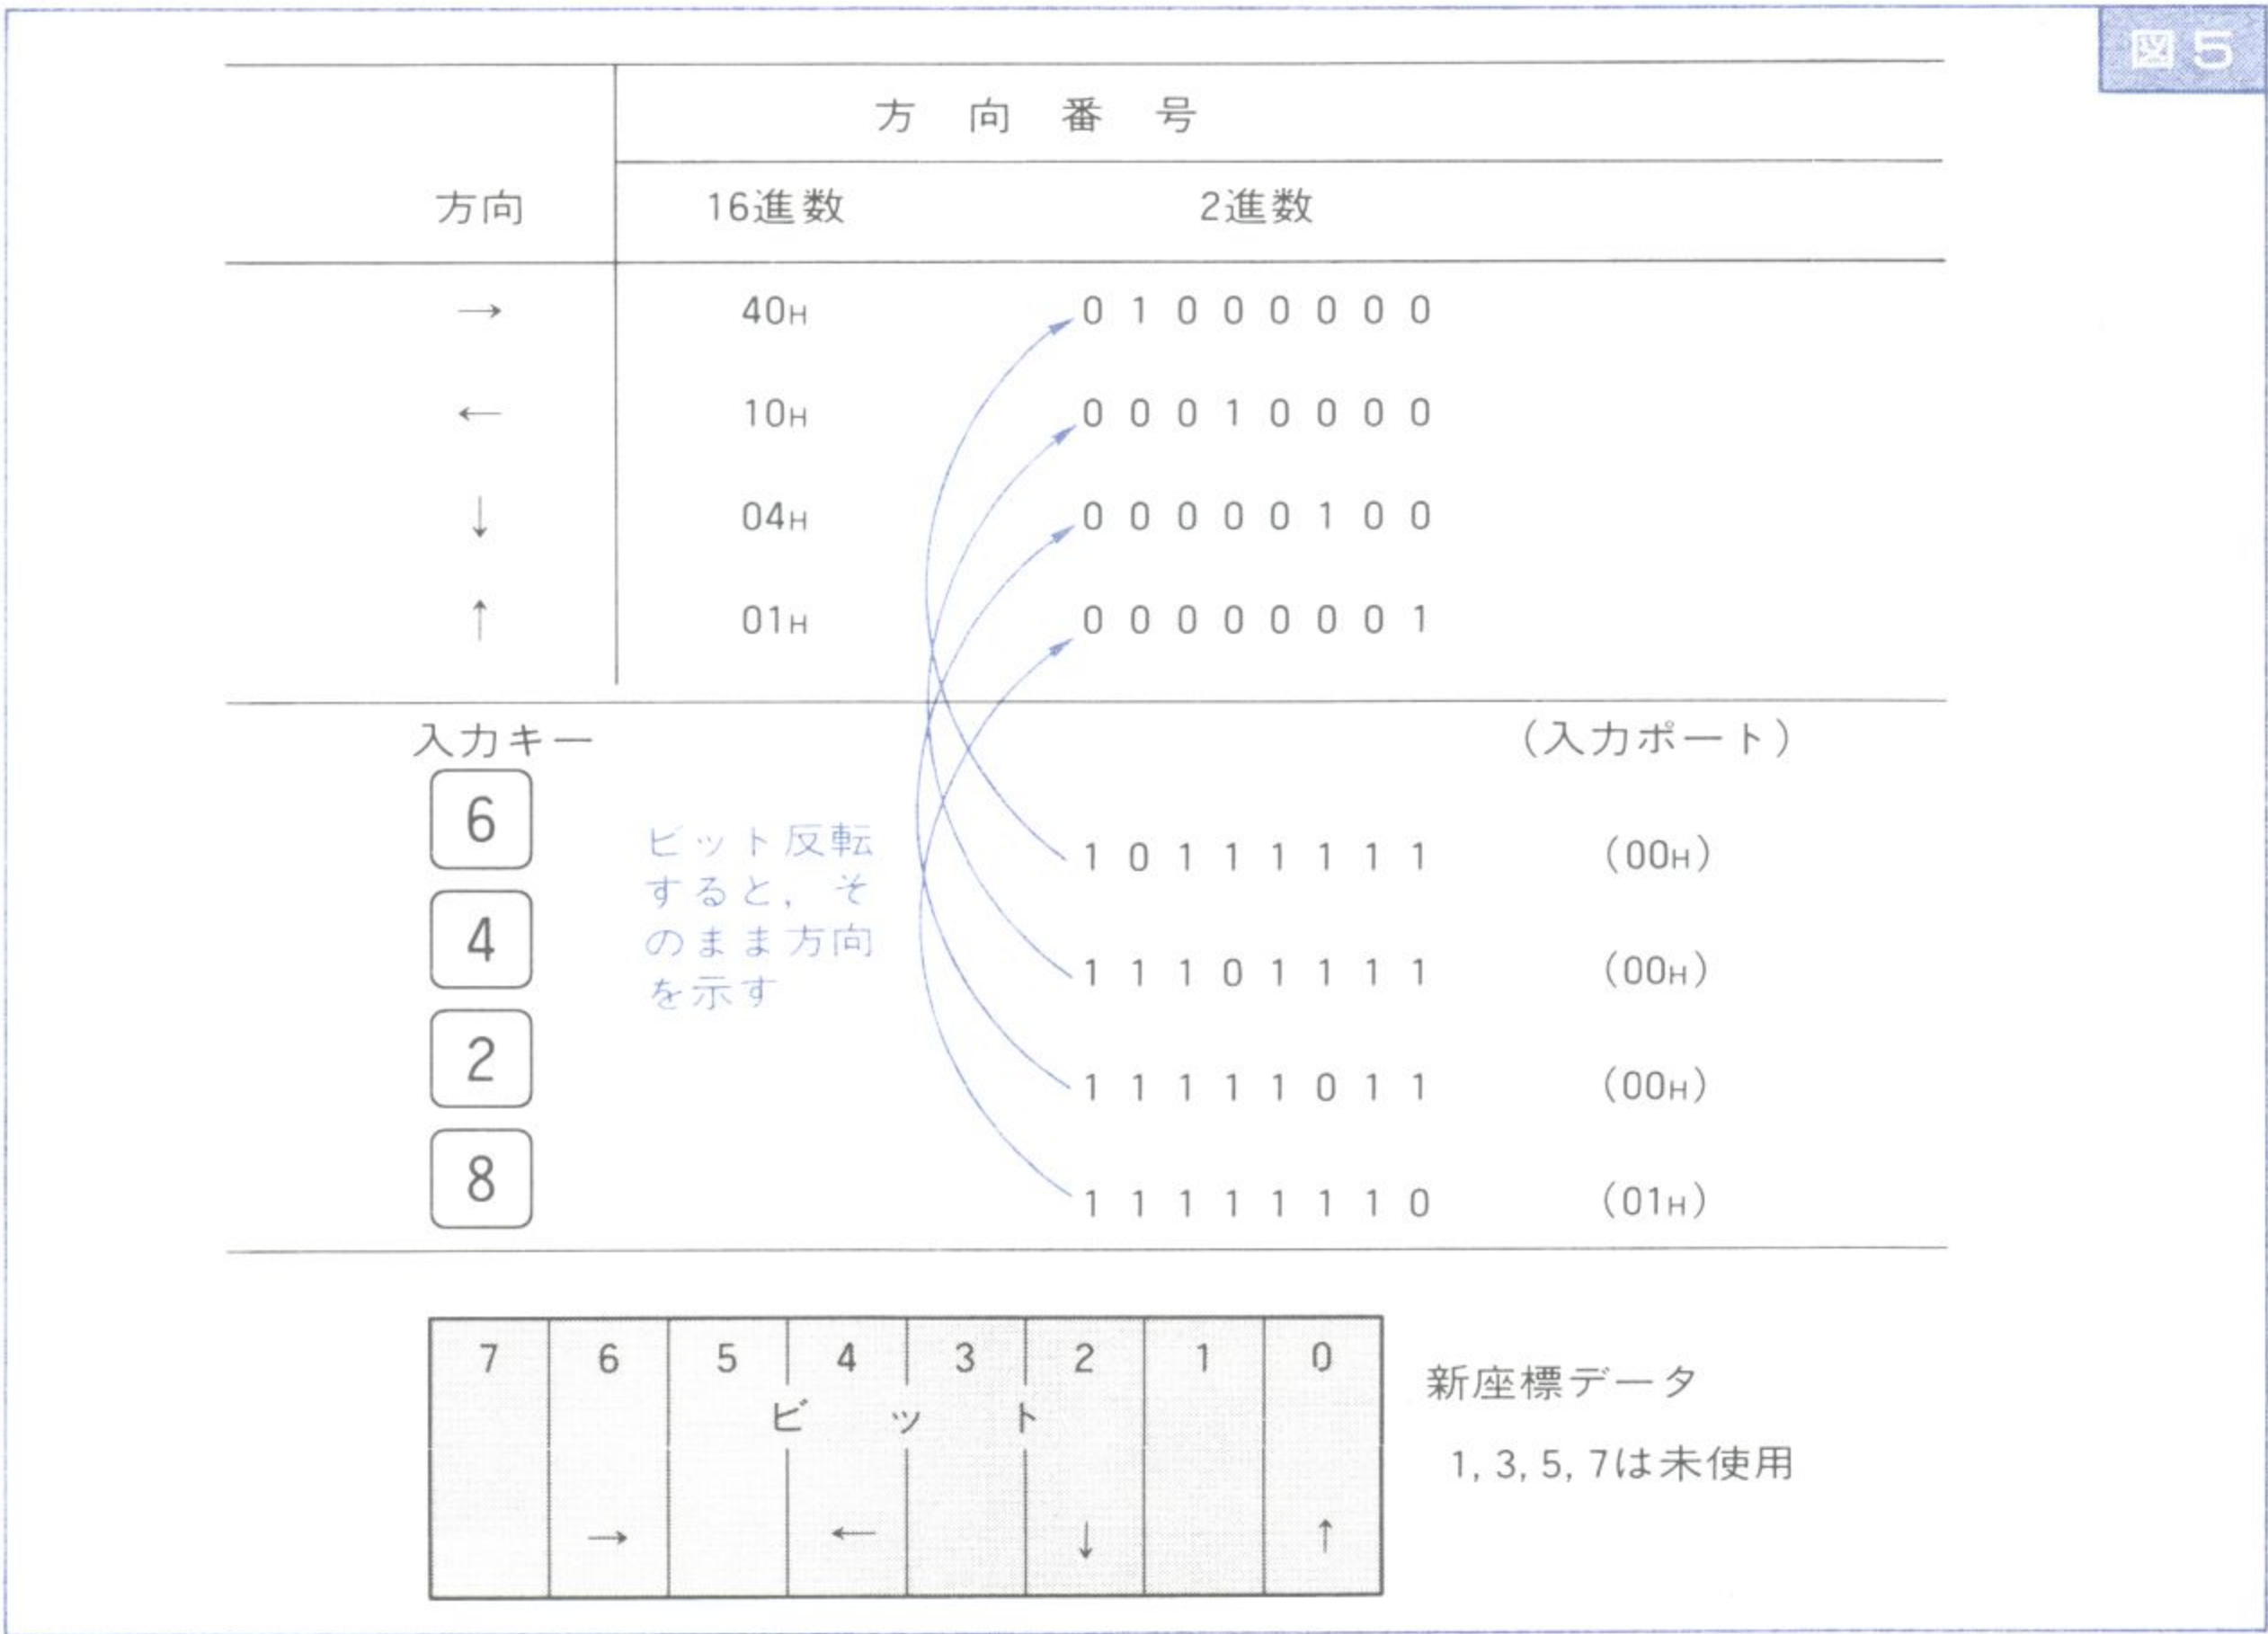 図5
方向番号
方向 16進数 2進数
→ 40H 0 1 0 0 0 0 0 0
← 10H 0 0 0 1 0 0 0 0
↓ 04H 0 0 0 0 0 1 0 0
↑ 01H 0 0 0 0 0 0 0 1
入力キー (入力ポート)
6 1 0 1 1 1 1 1 1 (00H)
4 1 1 1 0 1 1 1 1 (00H)
2 1 1 1 1 1 0 1 1 (00H)
8 1 1 1 1 1 1 1 0 (01H)
ビット反転
すると，そ
のまま方向
を示す
7 6 5 4 3 2 1 0
ビット
→ ← ↓ ↑
新座標データ
1, 3, 5, 7は未使用